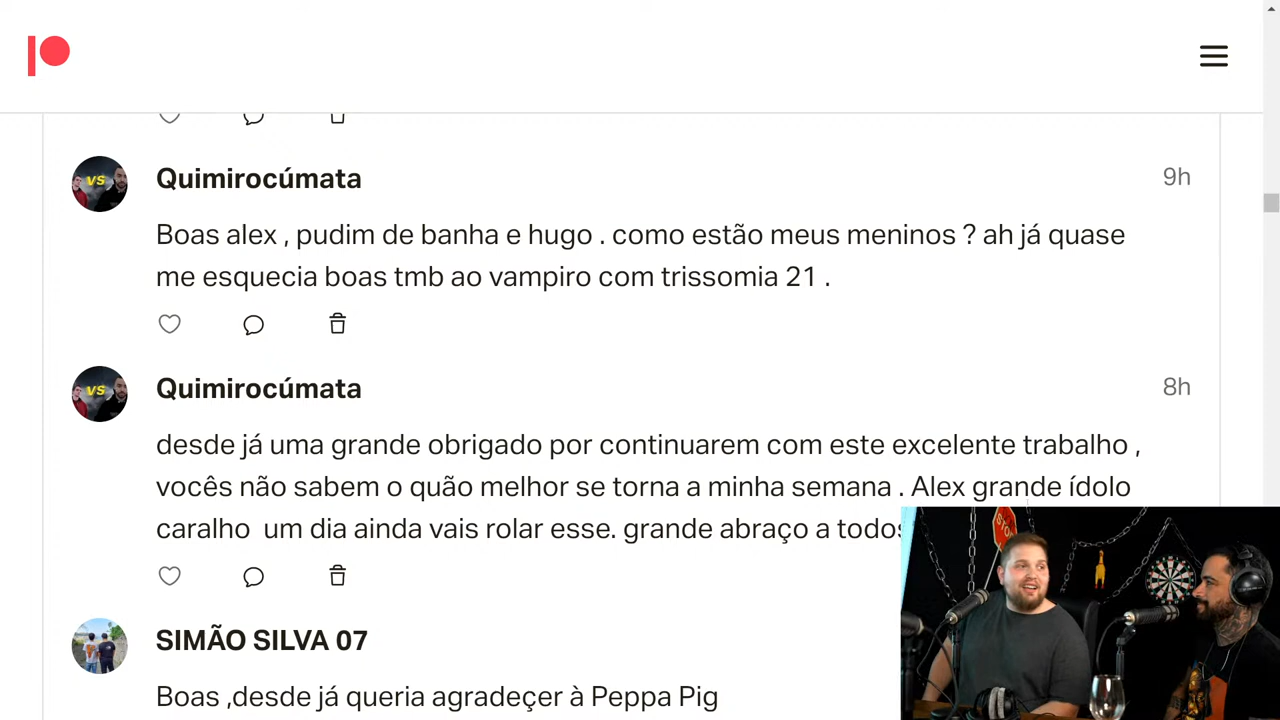 Quimirocúmata
9h
Boas alex , pudim de banha e hugo . como estão meus meninos ? ah já quase
me esquecia boas tmb ao vampiro com trissomia 21 .
Quimirocúmata
8h
desde já uma grande obrigado por continuarem com este excelente trabalho ,
vocês não sabem o quão melhor se torna a minha semana . Alex grande ídolo
caralho um dia ainda vais rolar esse. grande abraço a todos
SIMÃO SILVA 07
Boas ,desde já queria agradeçer à Peppa Pig
VS
VS
STOP